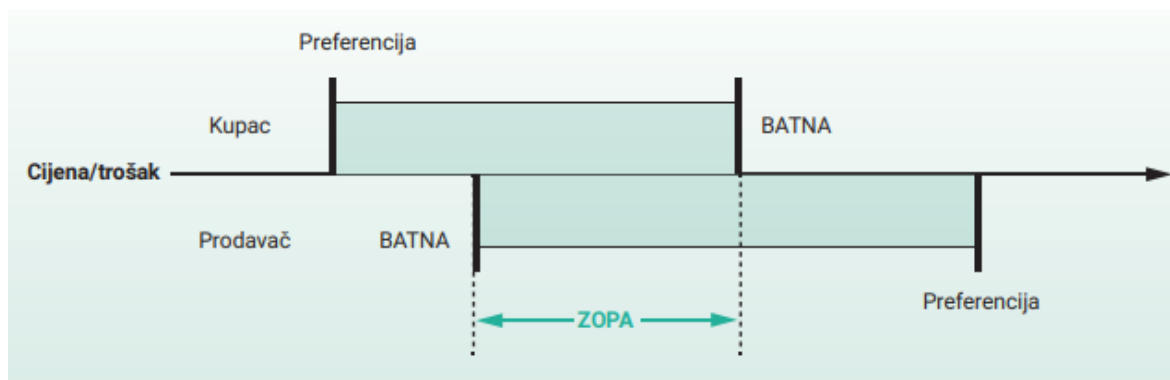 Preferencija
Kupac
BATNA
Cijena/trošak
Prodavač
BATNA
Preferencija
ZOPA